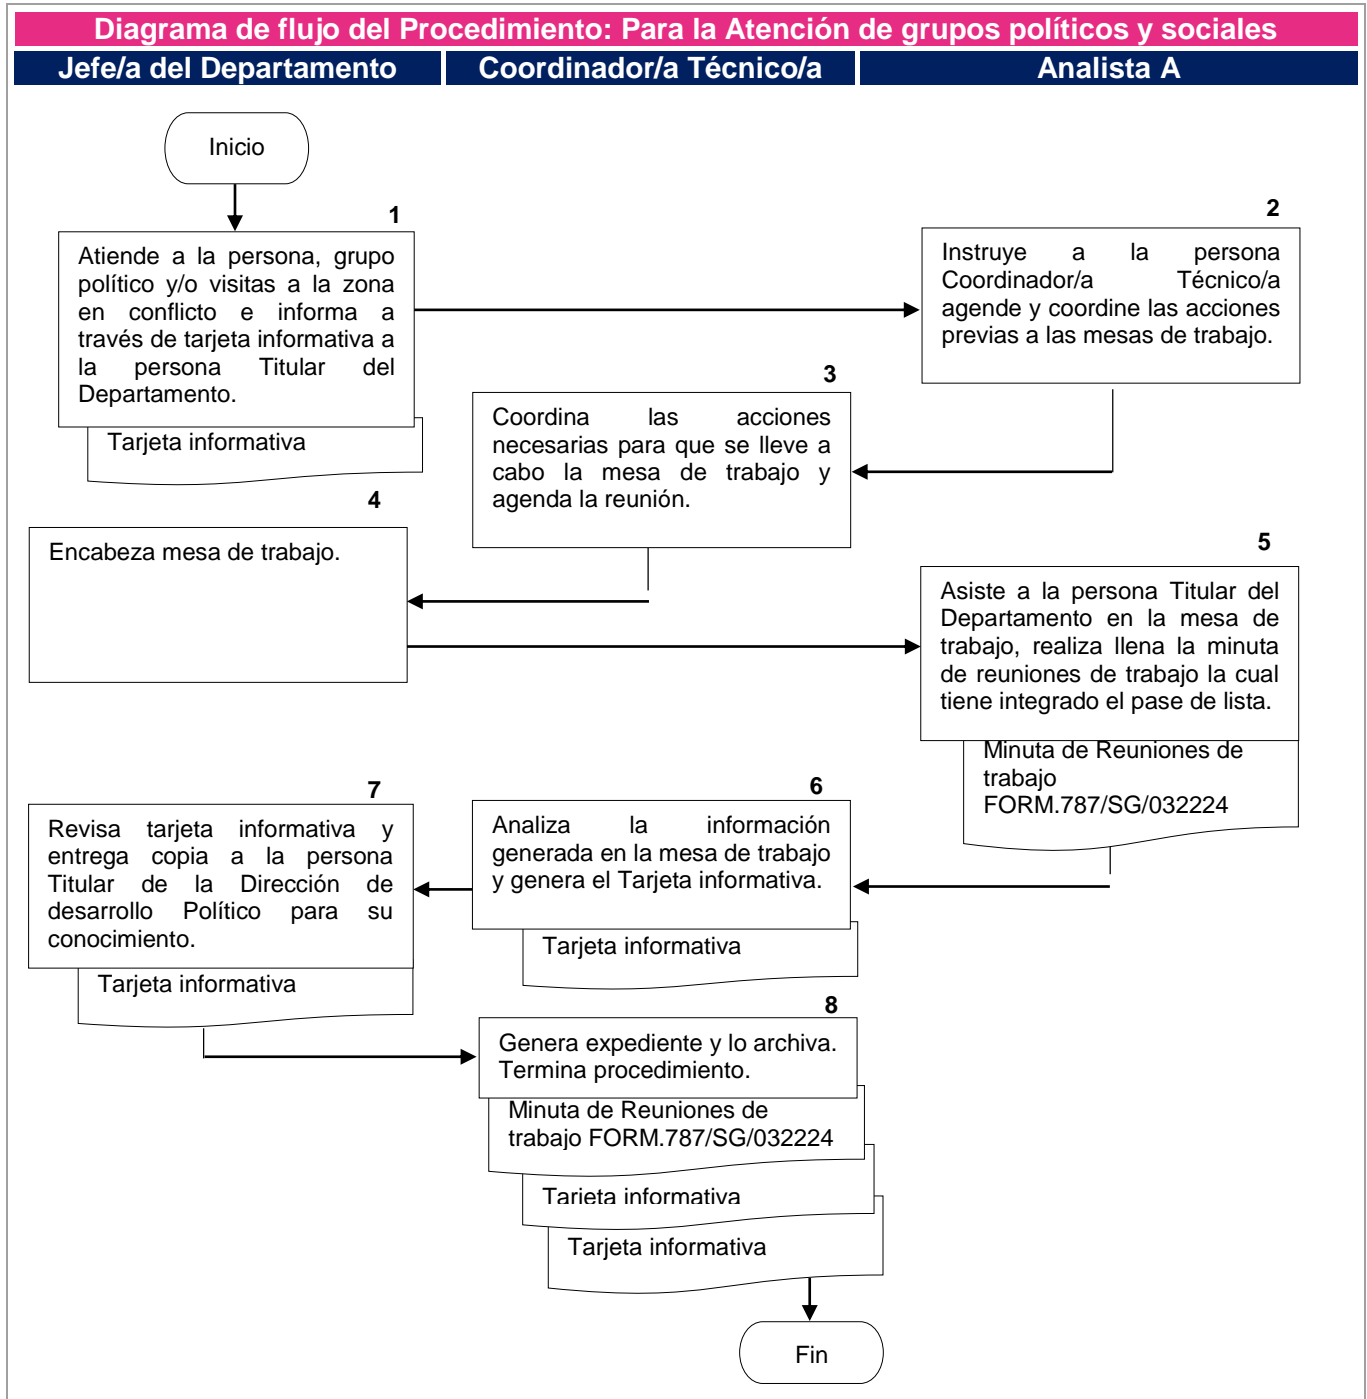 Diagrama de flujo del Procedimiento: Para la Atención de grupos políticos y sociales
Jefe/a del Departamento
Coordinador/a Técnico/a
Analista A
Inicio
1
Atiende a la persona, grupo
político y/o visitas a la zona
en conflicto e informa a
través de tarjeta informativa a
la persona Titular del
Departamento.
Tarjeta informativa
2
Instruye a la persona
Coordinador/a Técnico/a
agende y coordine las acciones
previas a las mesas de trabajo.
3
Coordina las acciones
necesarias para que se lleve a
cabo la mesa de trabajo y
agenda la reunión.
4
Encabeza mesa de trabajo.
5
Asiste a la persona Titular del
Departamento en la mesa de
trabajo, realiza llena la minuta
de reuniones de trabajo la cual
tiene integrado el pase de lista.
Minuta de Reuniones de
trabajo
FORM.787/SG/032224
6
Analiza la información
generada en la mesa de trabajo
y genera el Tarjeta informativa.
Tarjeta informativa
7
Revisa tarjeta informativa y
entrega copia a la persona
Titular de la Dirección de
desarrollo Político para su
conocimiento.
Tarjeta informativa
8
Genera expediente y lo archiva.
Termina procedimiento.
Minuta de Reuniones de
trabajo FORM.787/SG/032224
Tarjeta informativa
Tarjeta informativa
Fin